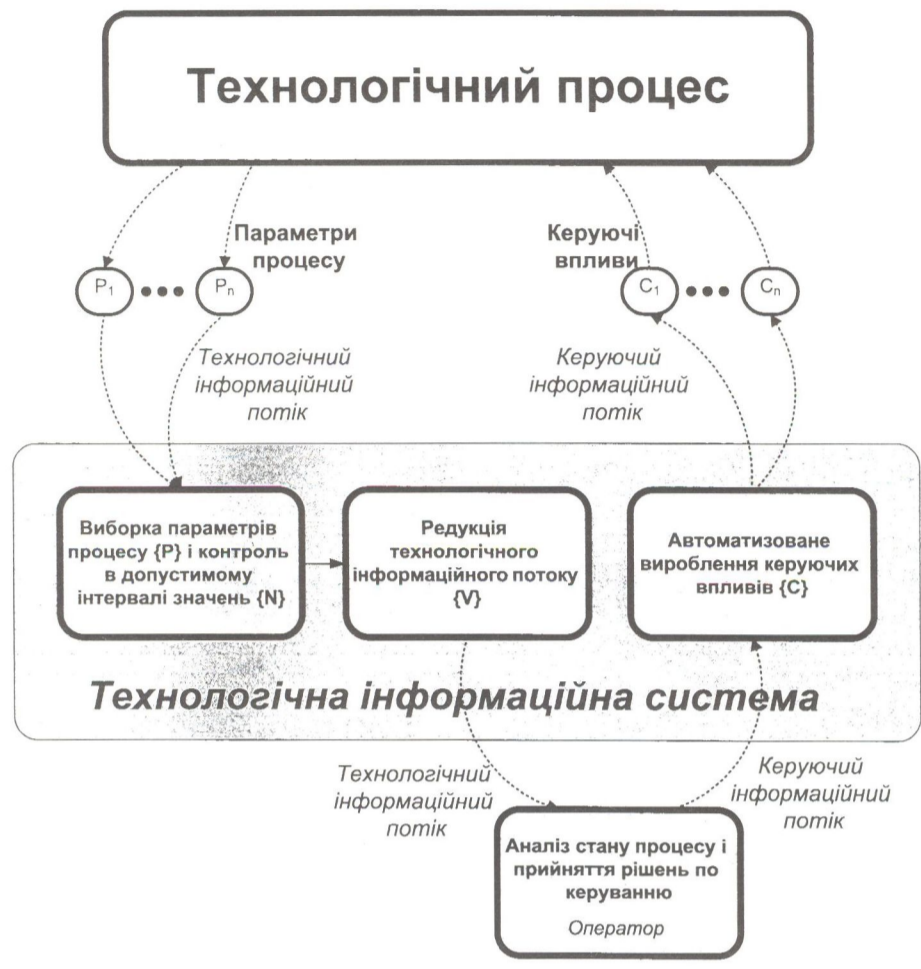 Технологічний процес
Параметри
процесу
Керуючі
впливи
P1 ••• Pn
C1 ••• Cn
Технологічний
інформаційний
потік
Керуючий
інформаційний
потік
Виборка параметрів
процесу {P} і контроль
в допустимому
інтервалі значень {N}
Редукція
технологічного
інформаційного потоку
{V}
Автоматизоване
вироблення керуючих
впливів {C}
Технологічна інформаційна система
Технологічний
інформаційний
потік
Керуючий
інформаційний
потік
Аналіз стану процесу і
прийняття рішень по
керуванню
Оператор